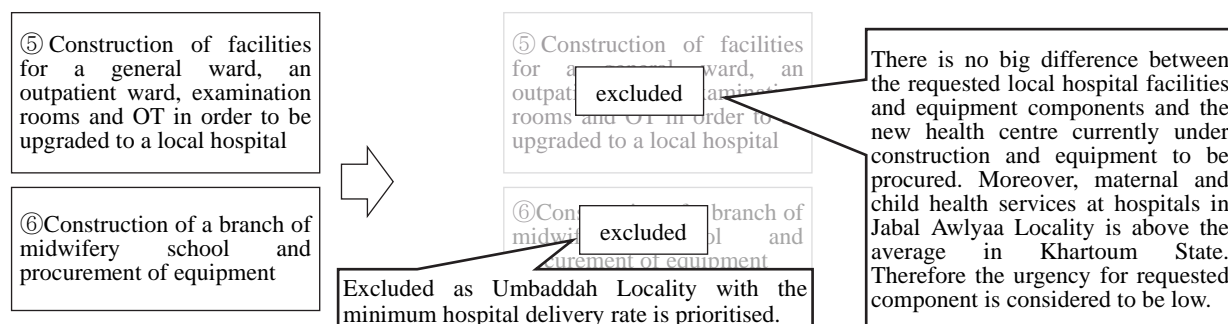 ⑤ Construction of facilities
for a general ward, an
outpatient ward, examination
rooms and OT in order to be
upgraded to a local hospital
⑥Construction of a branch of
midwifery school and
procurement of equipment
⑤ Construction of facilities
for a general ward, an
excluded
rooms and OT in order to
upgraded to a local hospital
branch of
excluded
and
equipment
Excluded as Umbaddah Locality with the
minimum hospital delivery rate is prioritised.
There is no big difference between
the requested local hospital facilities
and equipment components and the
new health centre currently under
construction and equipment to be
procured. Moreover, maternal and
child health services at hospitals in
Jabal Awlyaa Locality is above the
average in Khartoum State.
Therefore the urgency for requested
component is considered to be low.